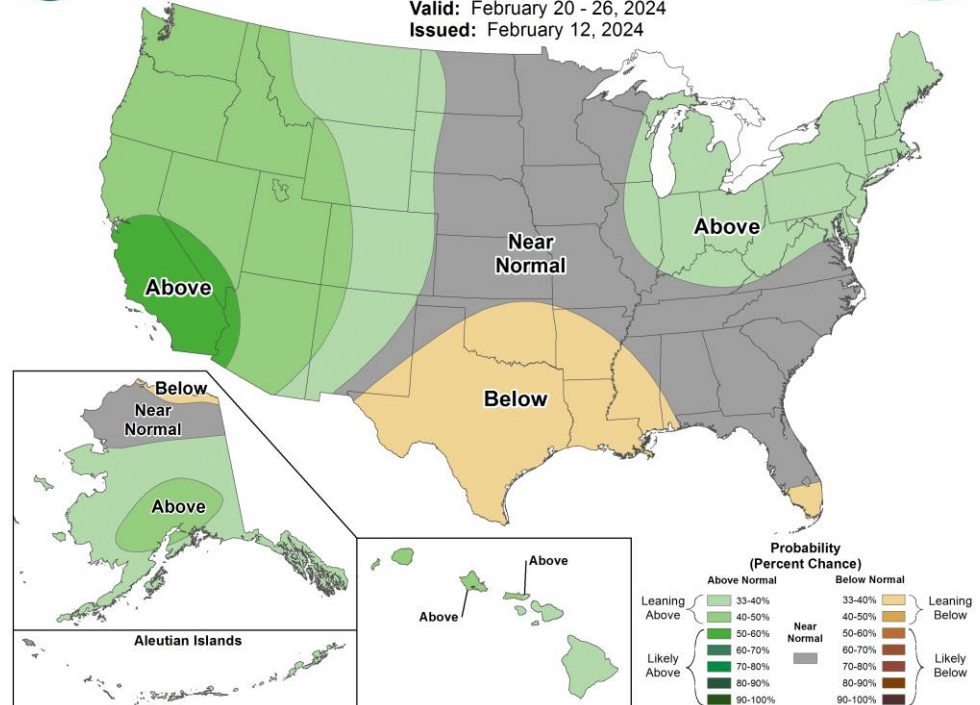 Valid: February 20 - 26, 2024
Issued: February 12, 2024
Above
Near
Normal
Above
Below
Below
Near
Normal
Above
Above
Above
Aleutian Islands
Probability
(Percent Chance)
Above Normal
Below Normal
Leaning
Above
33-40%
40-50%
Likely
Above
50-60%
60-70%
70-80%
80-90%
90-100%
Near
Normal
33-40%
40-50%
Leaning
Below
50-60%
60-70%
70-80%
80-90%
90-100%
Likely
Below